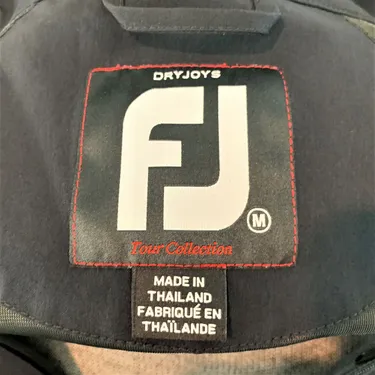 DRYJOYS
FJ
M
Tour Collection
MADE IN
THAILAND
FABRIQUÉ EN
THAÏLANDE